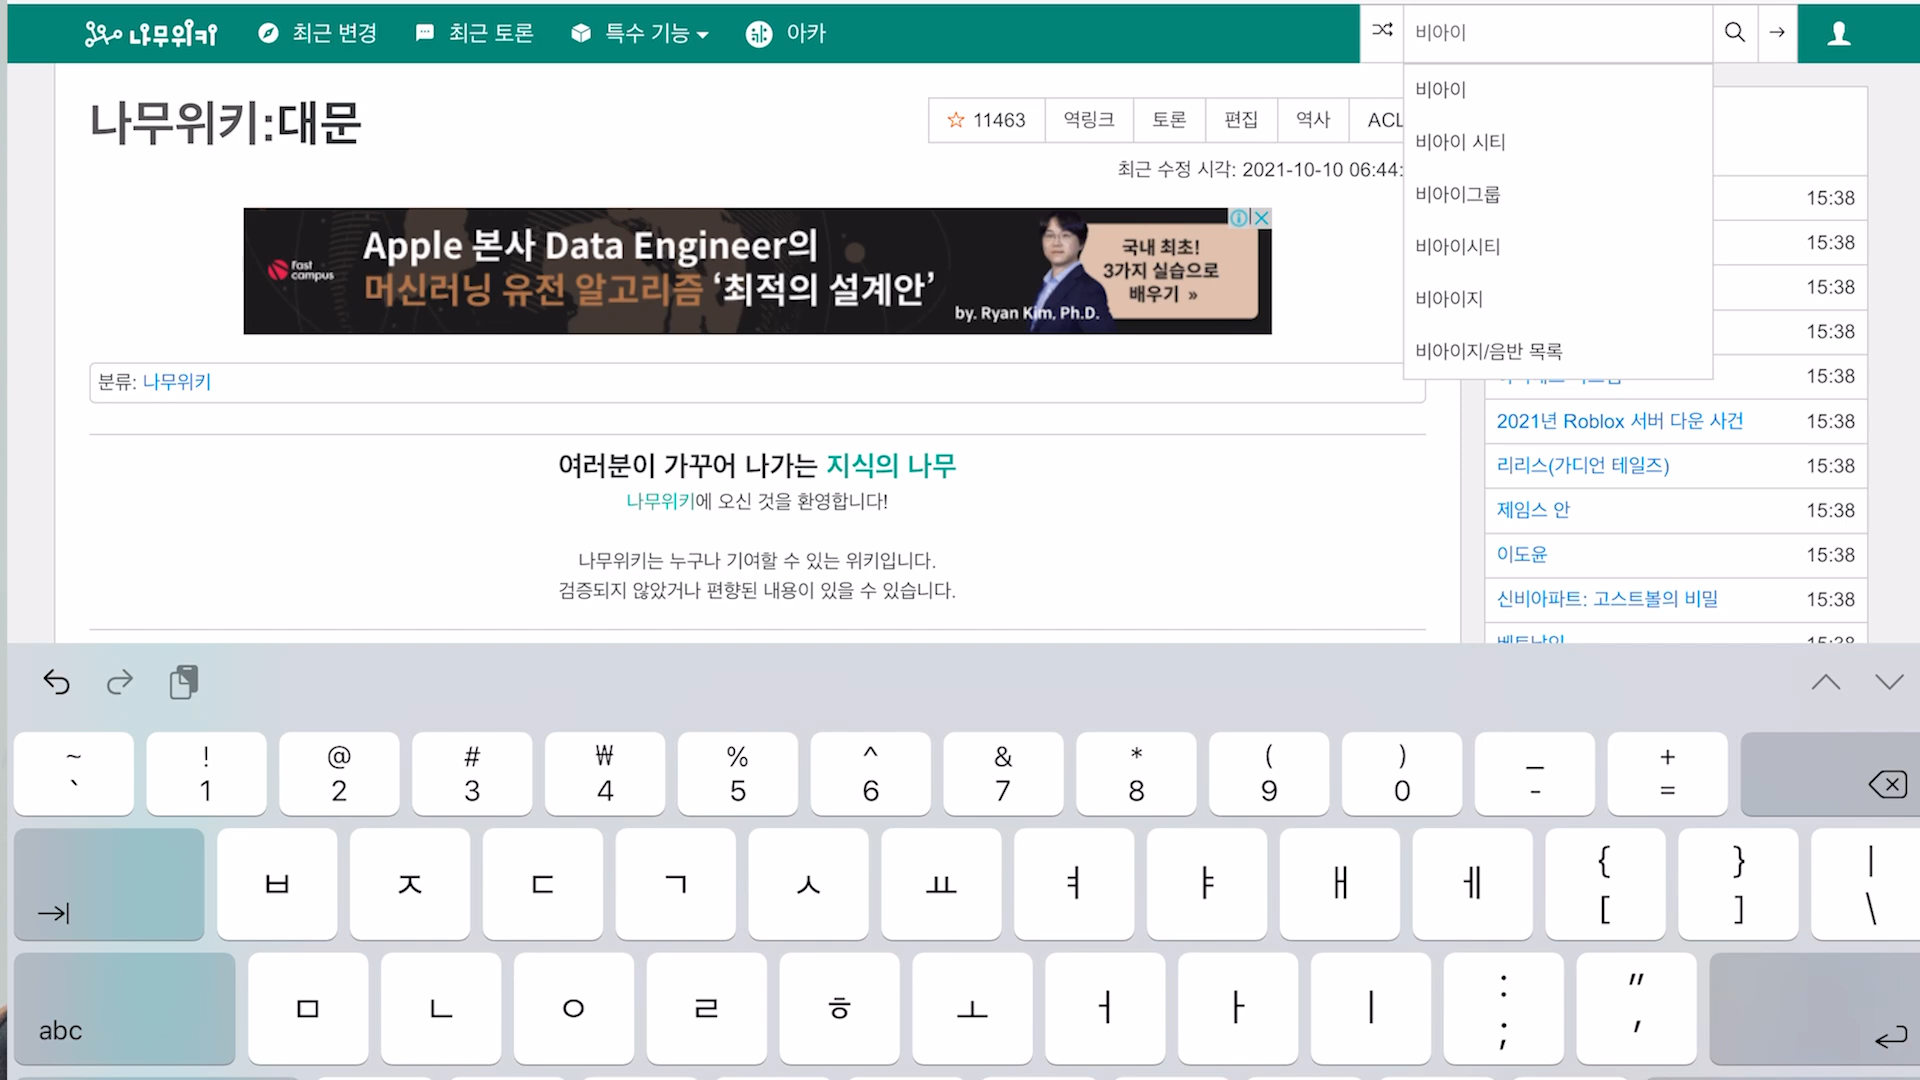 나무위키
최근 변경
최근 토론
특수 기능
아카
비아이
나무위키:대문
11463
역링크
토론
편집
역사
ACL
최근 수정 시각: 2021-10-10 06:44:
비아이
비아이 시티
비아이그룹
비아이시티
비아이지
비아이지/음반 목록
Fast campus
Apple 본사 Data Engineer의
머신러닝 유전 알고리즘 ‘최적의 설계안’
by. Ryan Kim, Ph.D.
국내 최초!
3가지 실습으로
배우기 »
분류: 나무위키
여러분이 가꾸어 나가는 지식의 나무
나무위키에 오신 것을 환영합니다!
나무위키는 누구나 기여할 수 있는 위키입니다.
검증되지 않았거나 편향된 내용이 있을 수 있습니다.
15:38
15:38
15:38
15:38
15:38
2021년 Roblox 서버 다운 사건 15:38
리리스(가디언 테일즈) 15:38
제임스 안 15:38
이도윤 15:38
신비아파트: 고스트볼의 비밀 15:38
~ ! @ # ₩ % ^ & * ( ) _ +
` 1 2 3 4 5 6 7 8 9 0 - =
ㅂ ㅈ ㄷ ㄱ ㅅ ㅛ ㅕ ㅑ ㅐ ㅔ { } |
[ ] \
abc ㅁ ㄴ ㅇ ㄹ ㅎ ㅗ ㅓ ㅏ ㅣ : "
; '